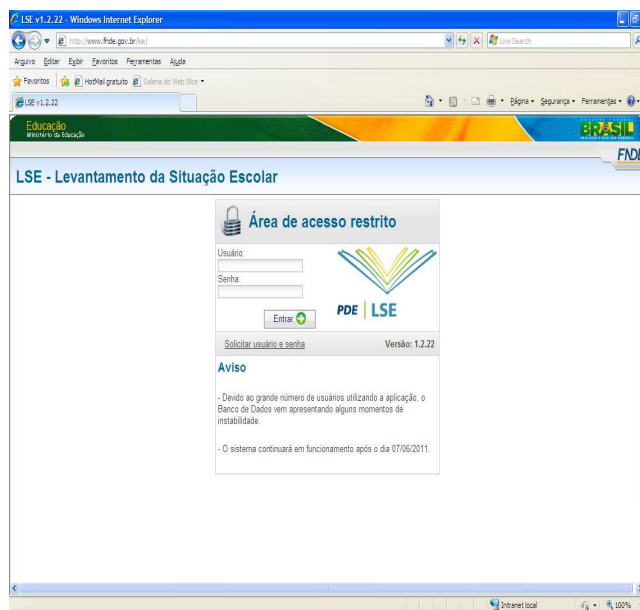 LSE v1.2.22 - Windows Internet Explorer
http://www.fnde.gov.br/lse/
Live Search
Arquivo Editar Exibir Favoritos Ferramentas Ajuda
Favoritos HotMail gratuito Galeria do Web Slice
LSE v1.2.22
Página Segurança Ferramentas
Educação
Ministério da Educação
BRASIL
FNDE
LSE - Levantamento da Situação Escolar
Área de acesso restrito
Usuário:
Senha:
Entrar
PDE | LSE
Solicitar usuário e senha Versão: 1.2.22
Aviso
- Devido ao grande número de usuários utilizando a aplicação, o
Banco de Dados vem apresentando alguns momentos de
instabilidade.
- O sistema continuará em funcionamento após o dia 07/06/2011.
Intranet local 100%